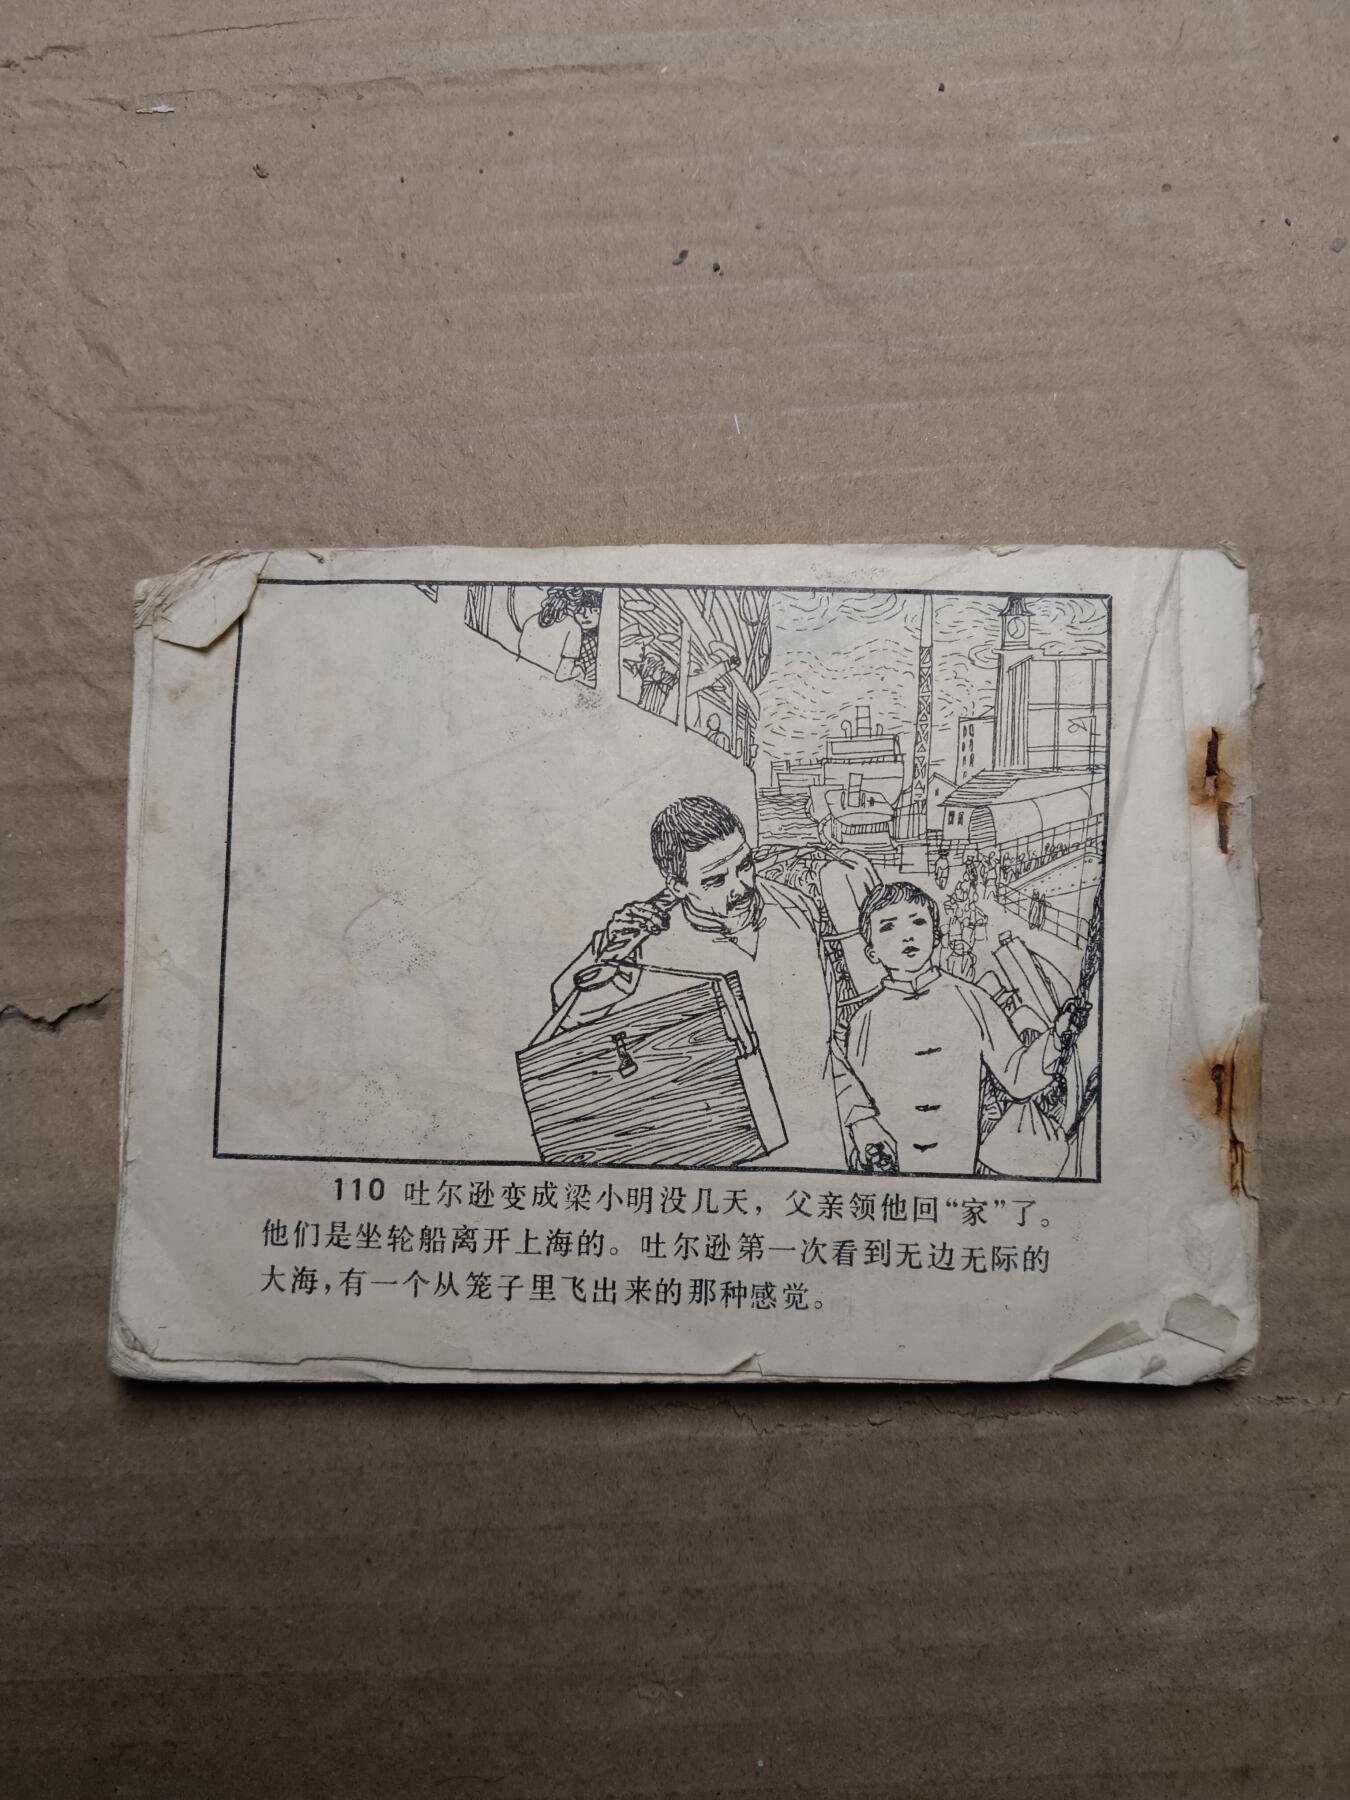 110 吐尔逊变成梁小明没几天，父亲领他回“家”了。
他们是坐轮船离开上海的。吐尔逊第一次看到无边无际的
大海，有一个从笼子里飞出来的那种感觉。